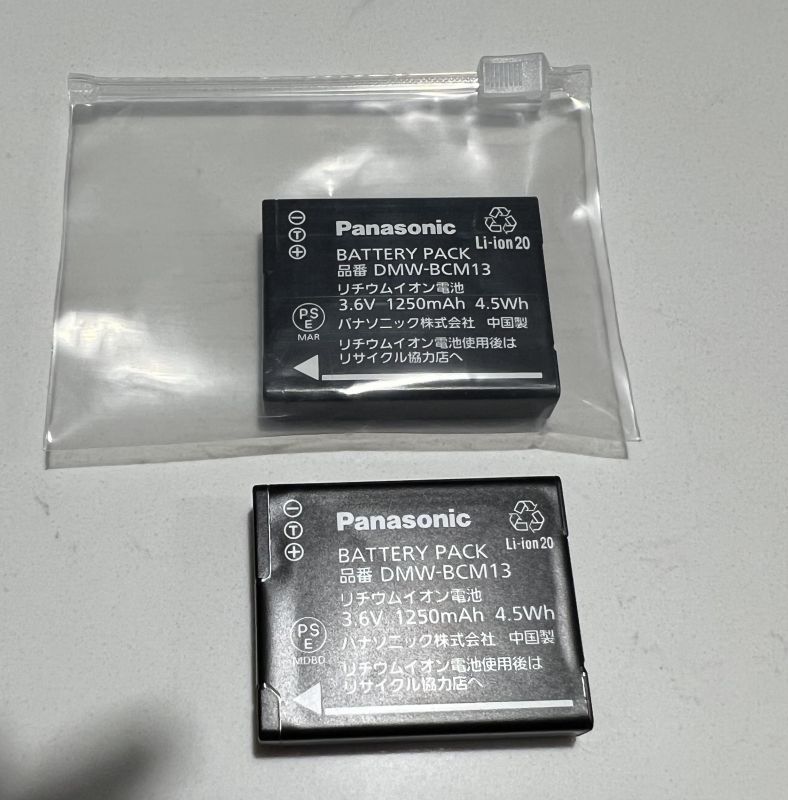 Panasonic
Li-ion20
BATTERY PACK
品番 DMW-BCM13
リチウムイオン電池
3.6V 1250mAh 4.5Wh
パナソニック株式会社 中国製
リチウムイオン電池使用後は
リサイクル協力店へ
T
PS
E
MAR
Panasonic
Li-ion20
BATTERY PACK
品番 DMW-BCM13
リチウムイオン電池
3.6V 1250mAh 4.5Wh
パナソニック株式会社 中国製
リチウムイオン電池使用後は
リサイクル協力店へ
T
PS
E
MDBD